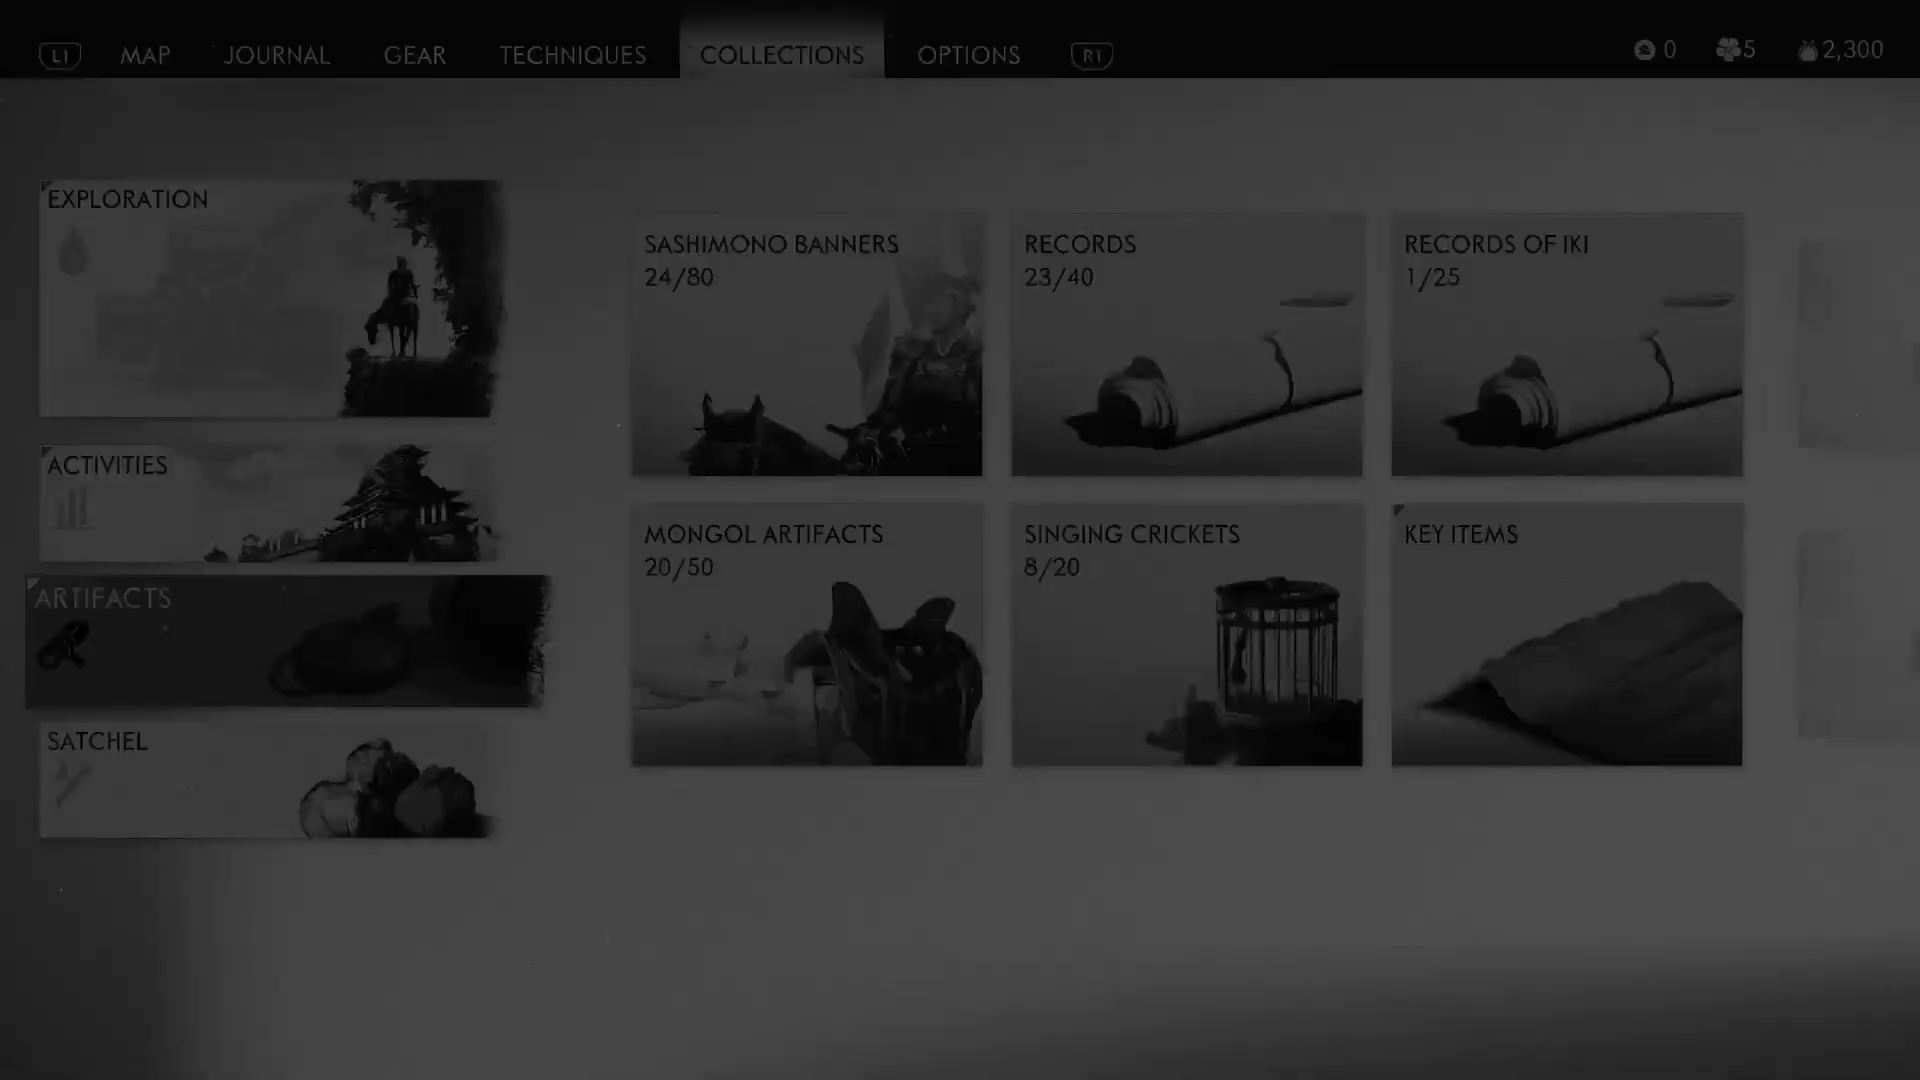 L1 MAP JOURNAL GEAR TECHNIQUES COLLECTIONS OPTIONS R1 0 5 2,300
EXPLORATION
ACTIVITIES
ARTIFACTS
SATCHEL
SASHIMONO BANNERS
24/80
RECORDS
23/40
RECORDS OF IKI
1/25
MONGOL ARTIFACTS
20/50
SINGING CRICKETS
8/20
KEY ITEMS